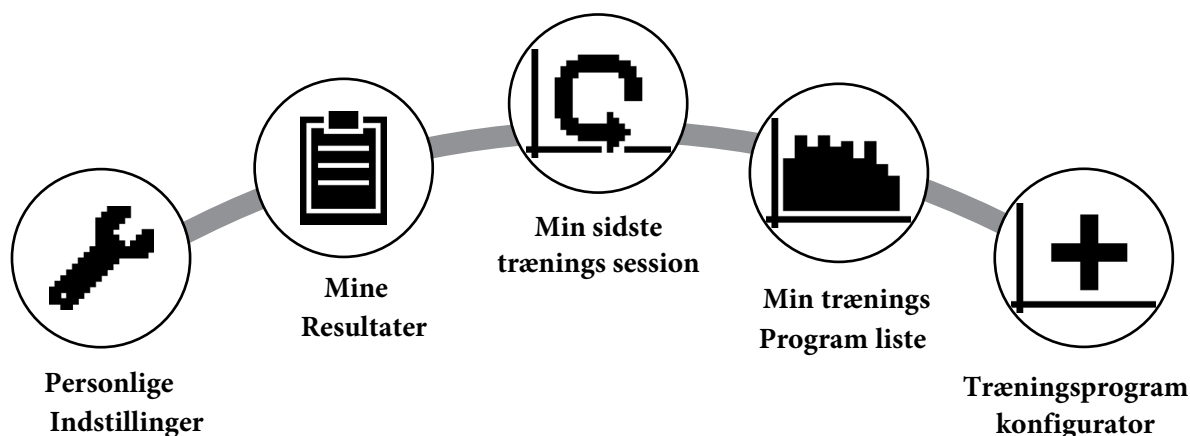 Personlige
Indstillinger
Mine
Resultater
Min sidste
trænings session
Min trænings
Program liste
Træningsprogram
konfigurator